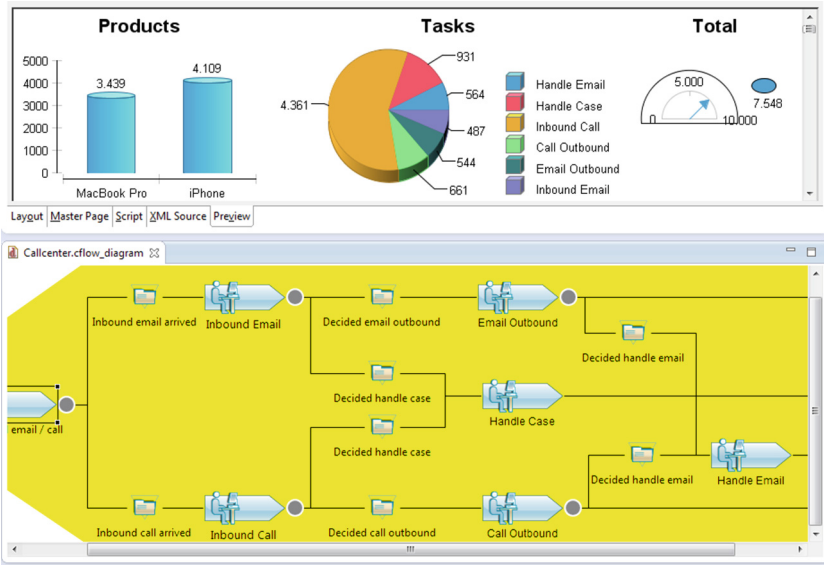 Products
5000
4000
3000
2000
1000
0
3.439
4.109
MacBook Pro
iPhone
Tasks
931
564
487
544
661
4.361
Handle Email
Handle Case
Inbound Call
Call Outbound
Email Outbound
Inbound Email
Total
5.000
0
10.000
7.548
Layout
Master Page
Script
XML Source
Preview
Callcenter.cflow_diagram
Inbound email arrived
Inbound Email
Decided email outbound
Email Outbound
Decided handle email
Decided handle case
Handle Case
email / call
Decided handle case
Decided handle email
Handle Email
Inbound call arrived
Inbound Call
Decided call outbound
Call Outbound